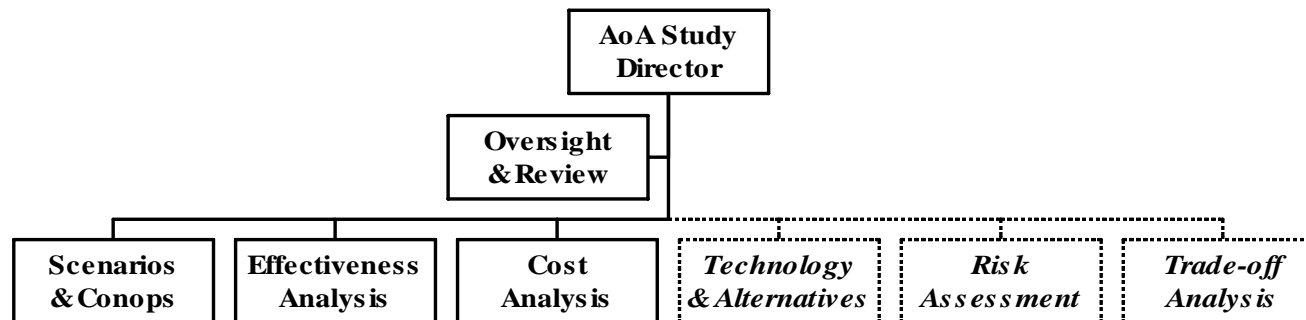 AoA Study
Director
Oversight
& Review
Scenarios
& Conops
Effectiveness
Analysis
Cost
Analysis
Technology
& Alternatives
Risk
Assessment
Trade-off
Analysis